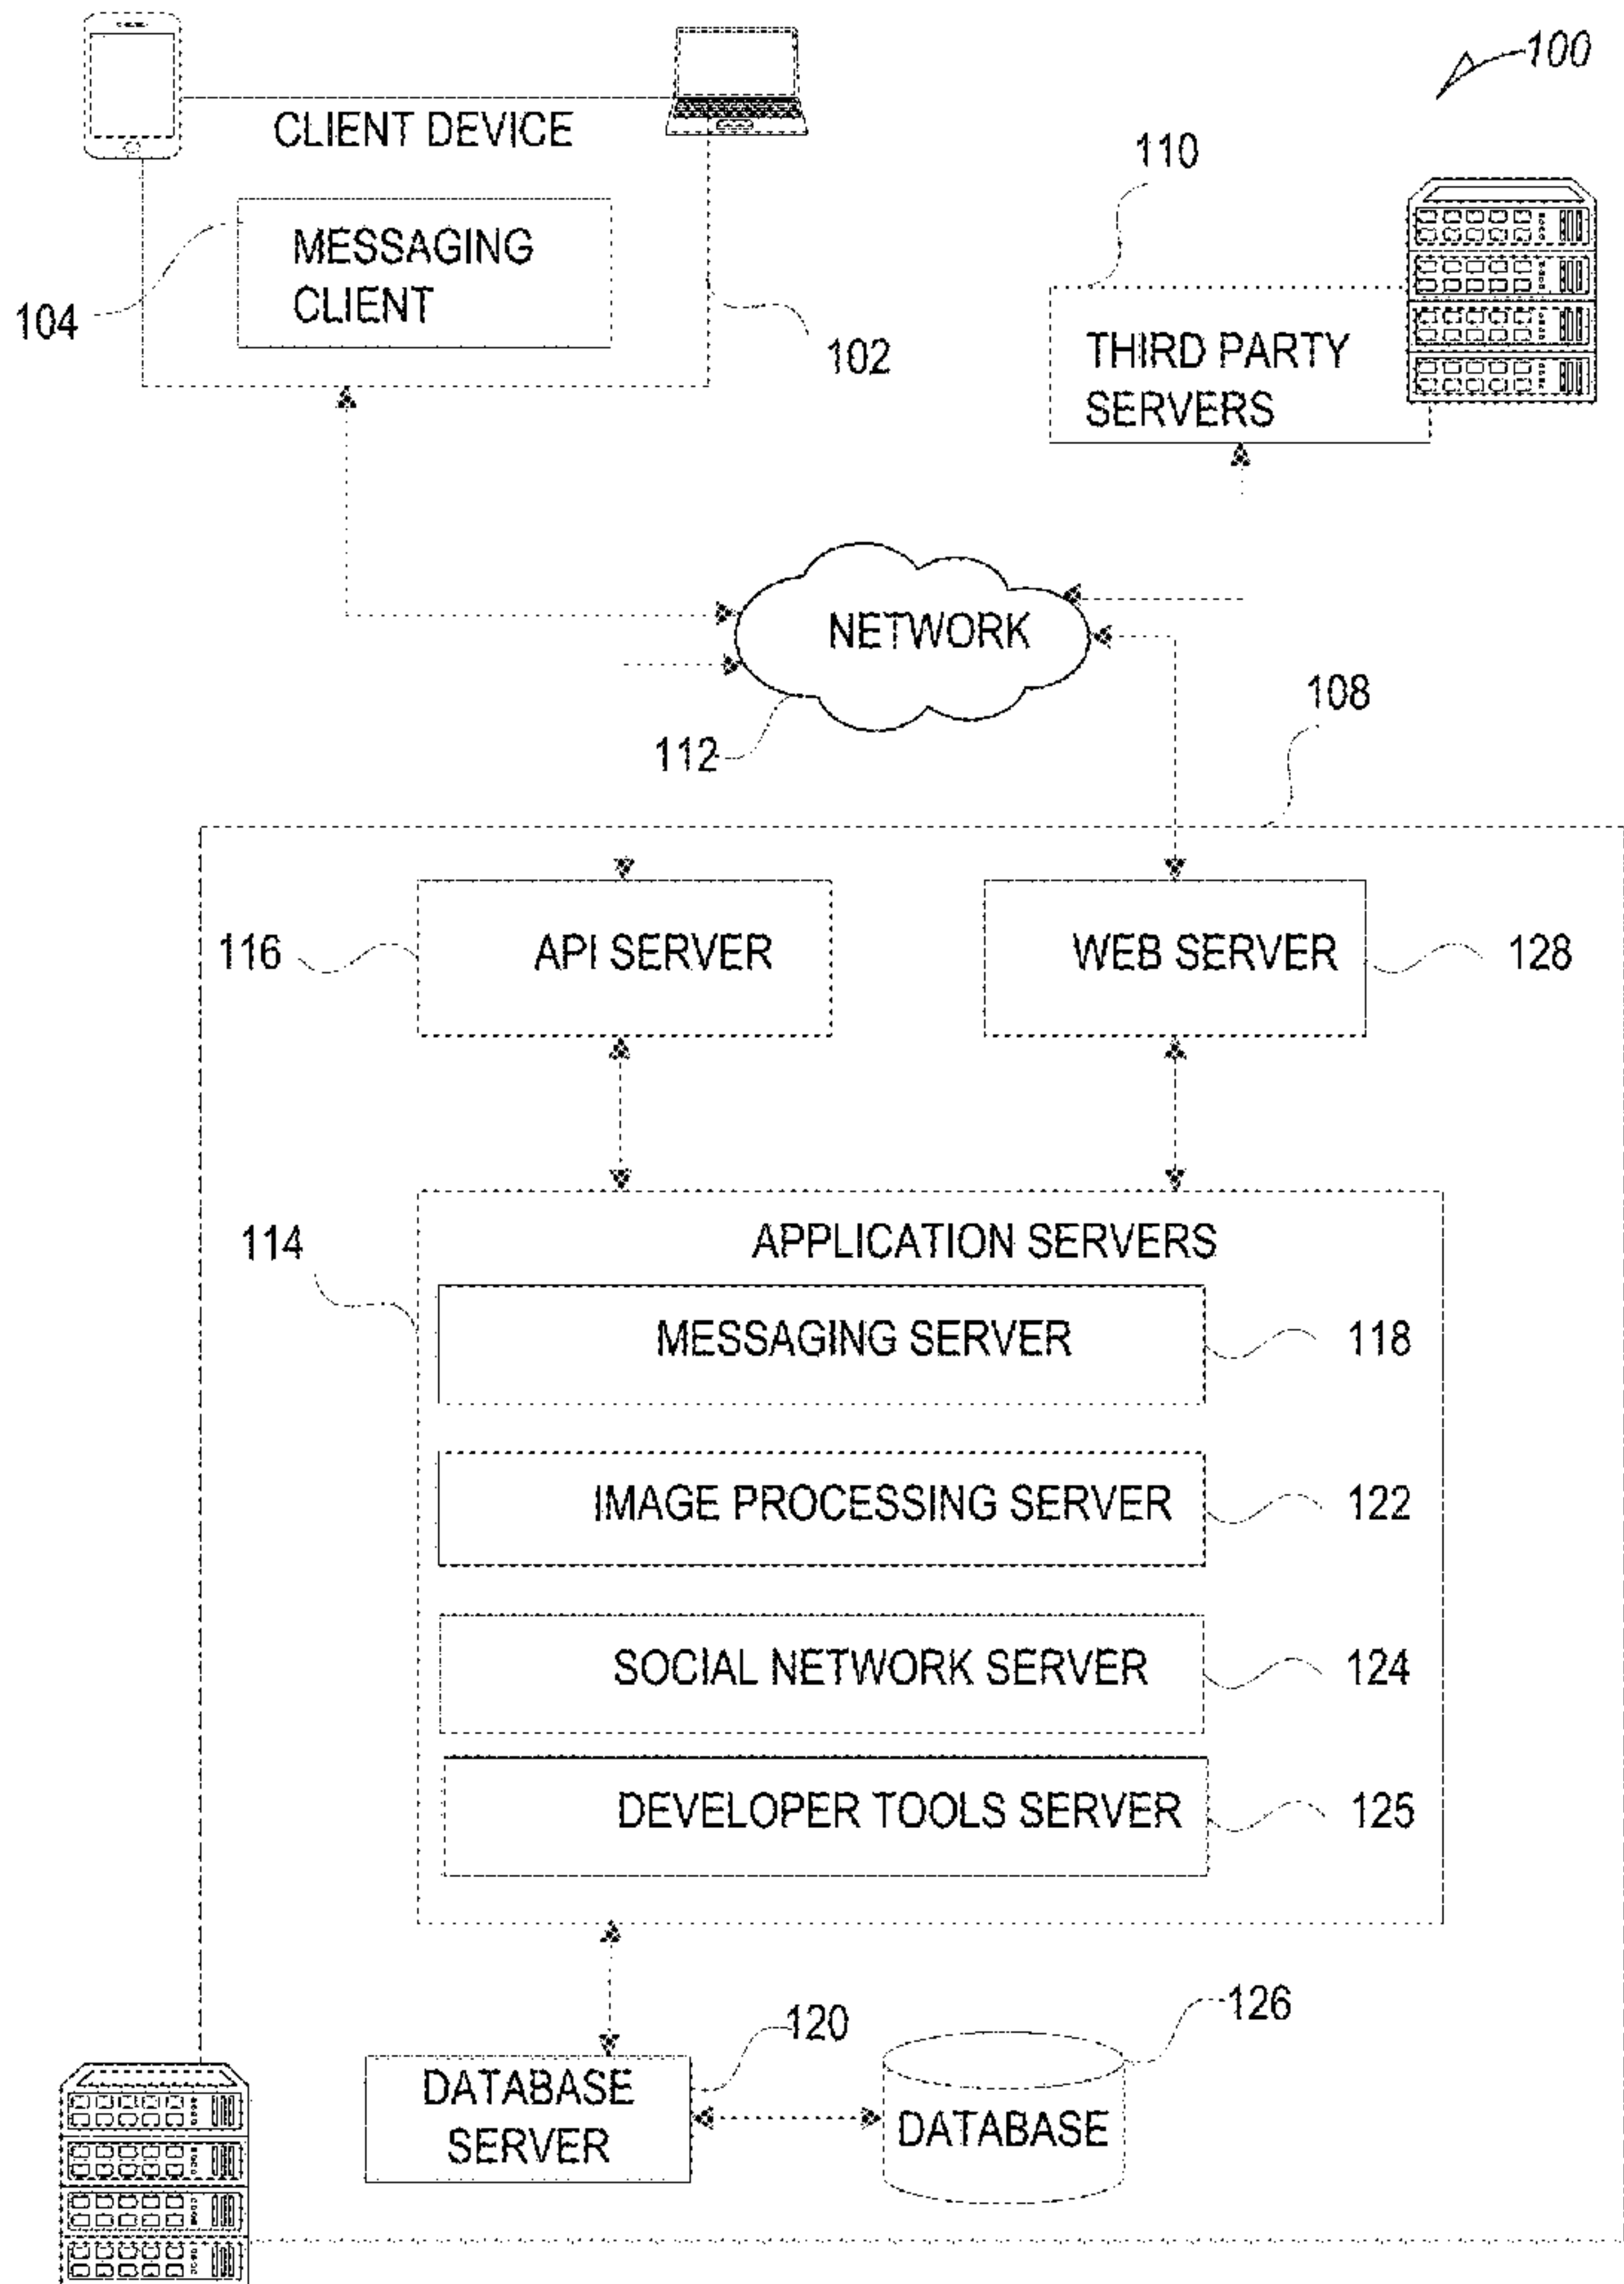 100
CLIENT DEVICE
110
MESSAGING
CLIENT
104
102
THIRD PARTY
SERVERS
NETWORK
112
108
116
API SERVER
WEB SERVER
128
114
APPLICATION SERVERS
MESSAGING SERVER
118
IMAGE PROCESSING SERVER
122
SOCIAL NETWORK SERVER
124
DEVELOPER TOOLS SERVER
125
120
126
DATABASE
SERVER
DATABASE